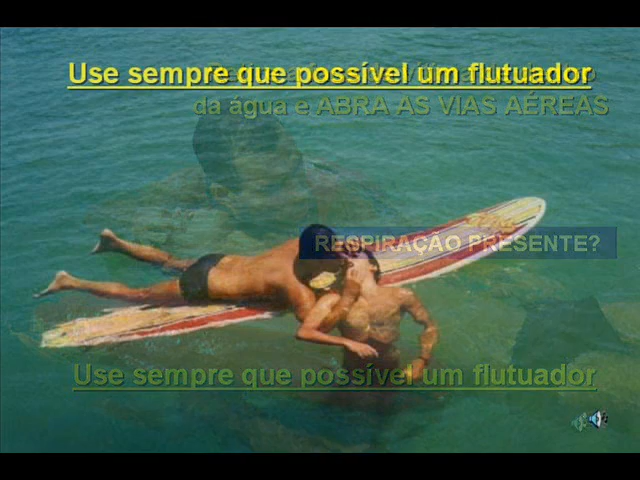 Use sempre que possível um flutuador
da água e ABRA AS VIAS AÉREAS
RESPIRAÇÃO PRESENTE?
Use sempre que possível um flutuador